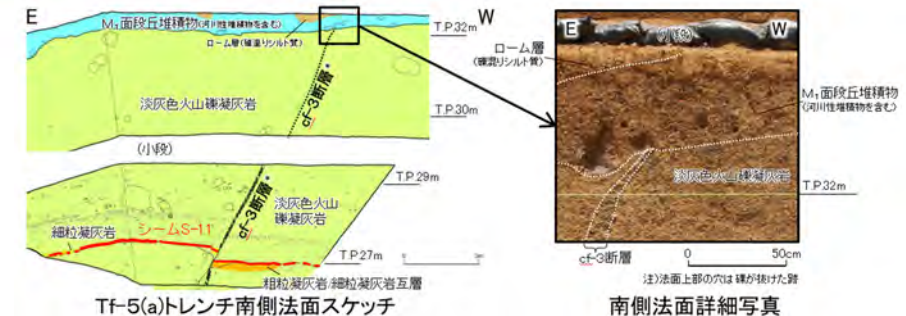 E
W
M₁面段丘堆積物(河川性堆積物を含む)
ローム層(礫混りシルト質)
T.P.32m
cf-3断層*
淡灰色火山礫凝灰岩
T.P.30m
(小段)
T.P.29m
cf-3断層*
淡灰色火山
礫凝灰岩
細粒凝灰岩
シームS-11
T.P.27m
粗粒凝灰岩/細粒凝灰岩互層
Tf-5(a)トレンチ南側法面スケッチ
E
W
(小段)
ローム層
(礫混りシルト質)
M₁面段丘堆積物
(河川性堆積物を含む)
淡灰色火山礫凝灰岩
T.P.32m
cf-3断層
0
50cm
注)法面上部の穴は礫が抜けた跡
南側法面詳細写真